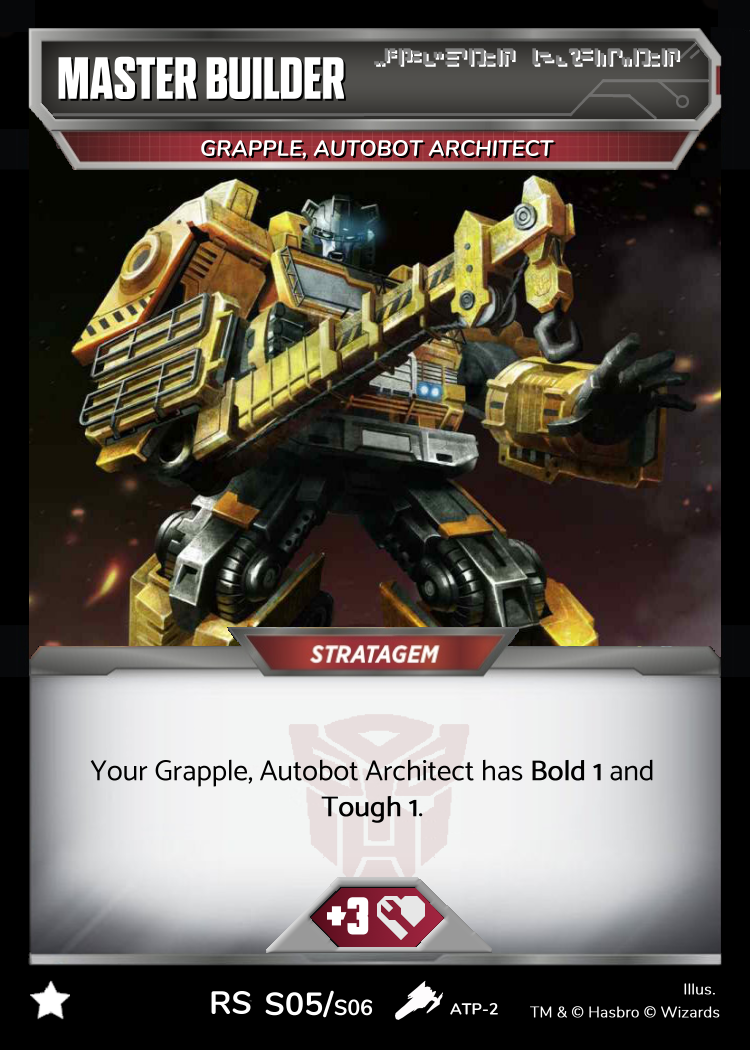 MASTER BUILDER
GRAPPLE, AUTOBOT ARCHITECT
STRATAGEM
Your Grapple, Autobot Architect has Bold 1 and
Tough 1.
+3
RS S05/S06 ATP-2
Illus.
TM & © Hasbro © Wizards